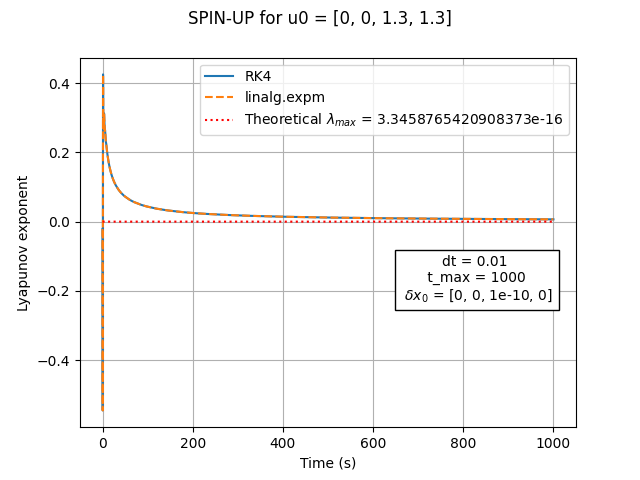 SPIN-UP for u0 = [0, 0, 1.3, 1.3]
RK4
linalg.expm
Theoretical λmax = 3.3458765420908373e-16
0.4
0.2
0.0
−0.2
−0.4
Lyapunov exponent
dt = 0.01
t_max = 1000
δx0 = [0, 0, 1e-10, 0]
0
200
400
600
800
1000
Time (s)